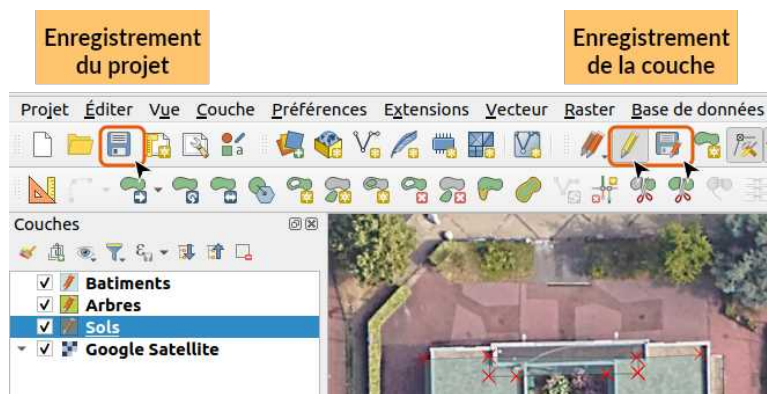 Enregistrement
du projet
Enregistrement
de la couche
Projet Éditer Vue Couche Préférences Extensions Vecteur Raster Base de données
Couches
Batiments
Arbres
Sols
Google Satellite